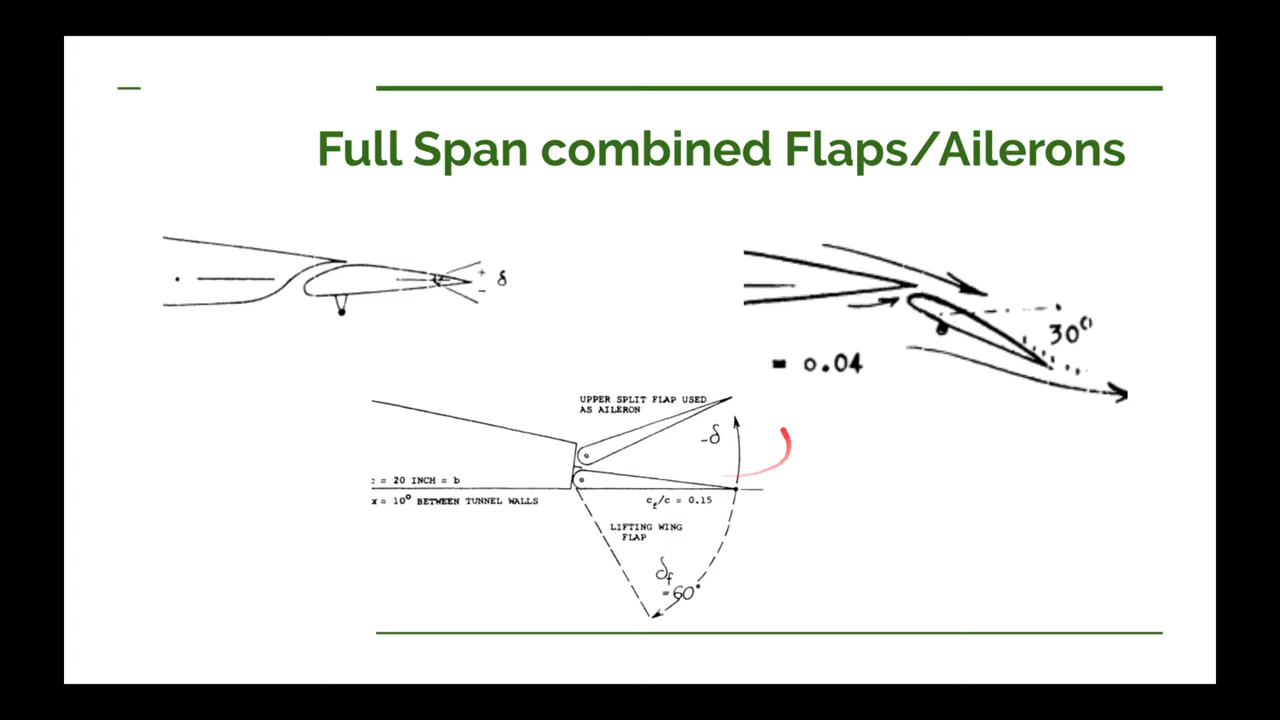 Full Span combined Flaps/Ailerons
+
δ
-
30°
= 0.04
UPPER SPLIT FLAP USED
AS AILERON
-δ
: = 20 INCH = b
x = 10° BETWEEN TUNNEL WALLS
cf/c = 0.15
LIFTING WING
FLAP
δf
=60°